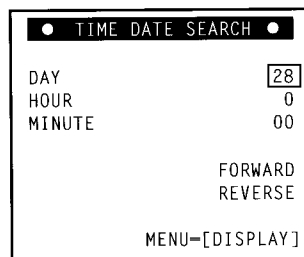 ● TIME DATE SEARCH ●
DAY 28
HOUR 0
MINUTE 00
FORWARD
REVERSE
MENU=[DISPLAY]